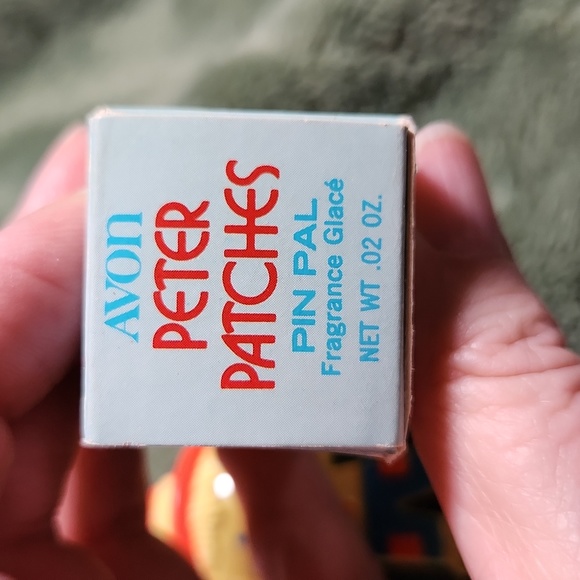 AVON
PETER
PATCHES
PIN PAL
Fragrance Glacé
NET WT .02 OZ.